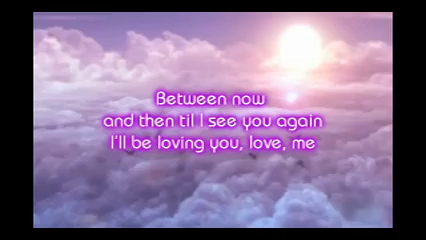 Between now
and then til I see you again
I'll be loving you, love, me